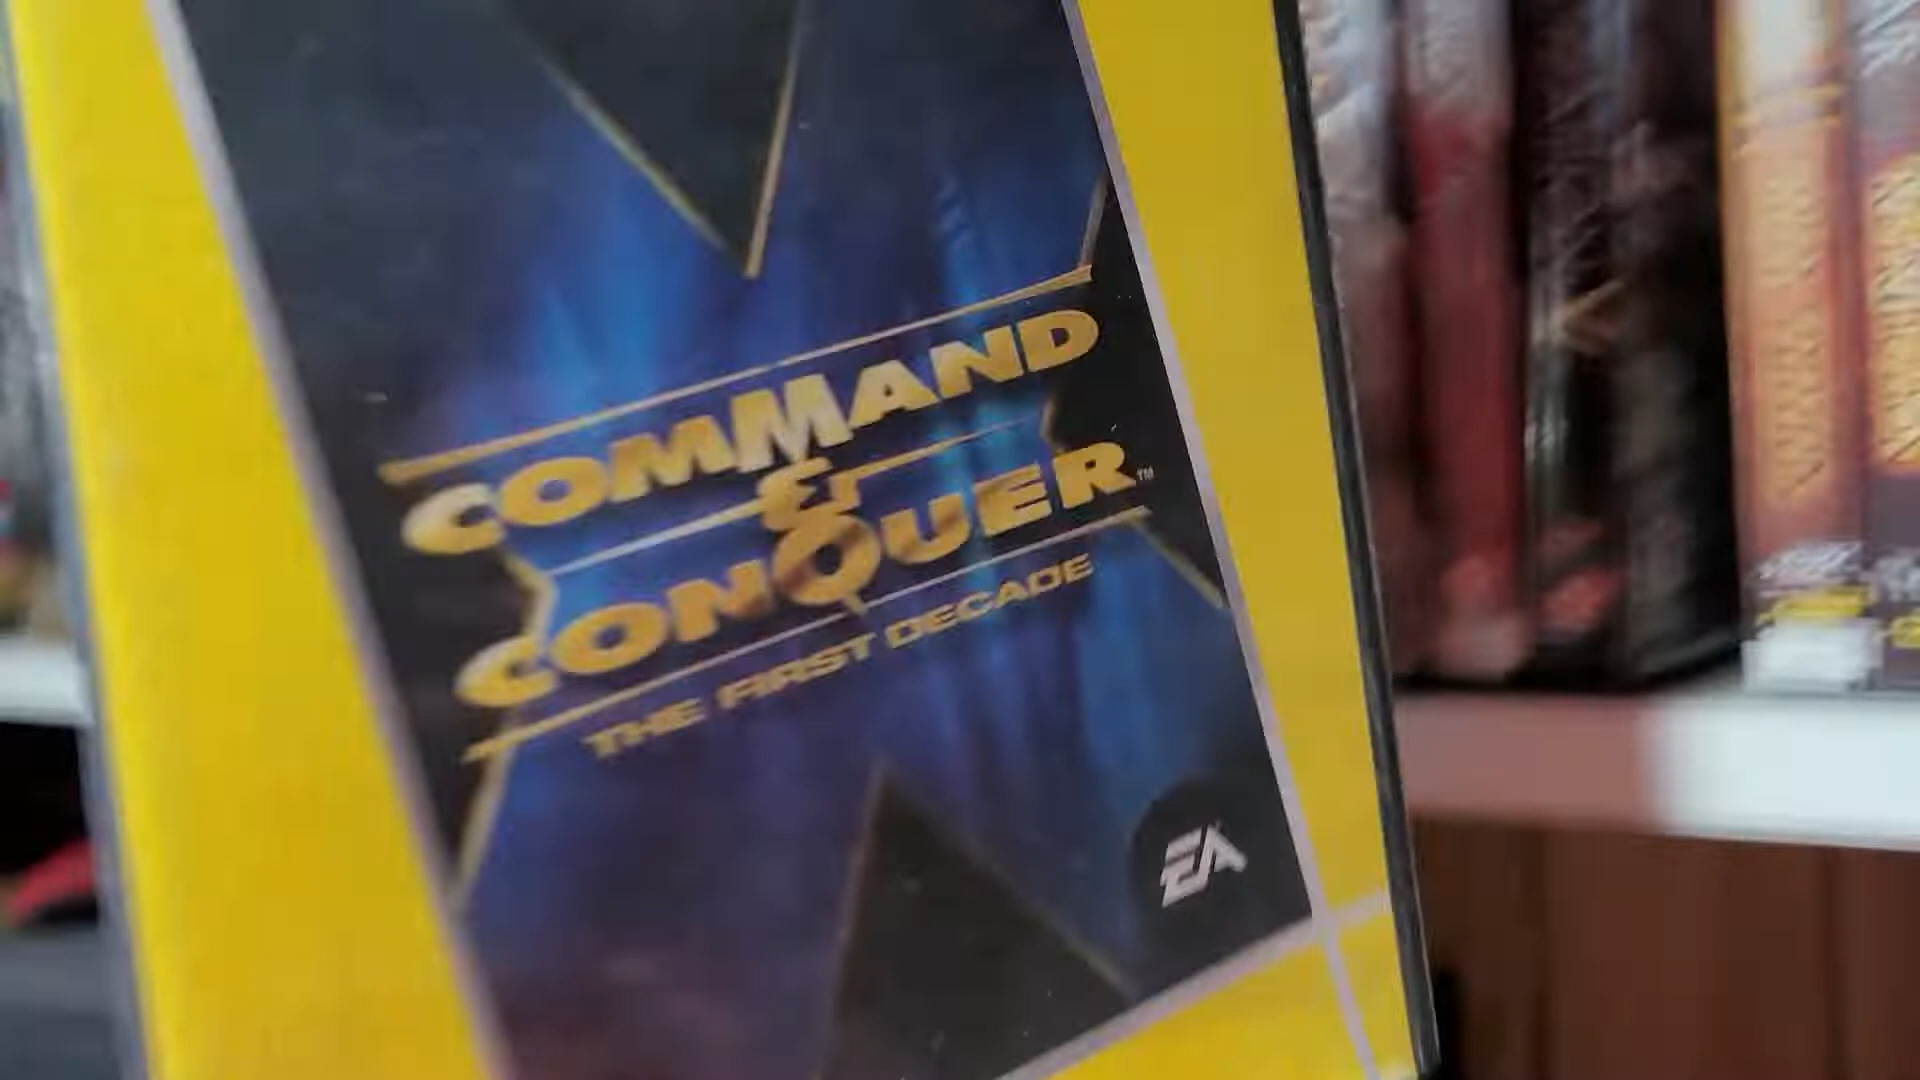 COMMAND
&
CONQUER™
THE FIRST DECADE
EA